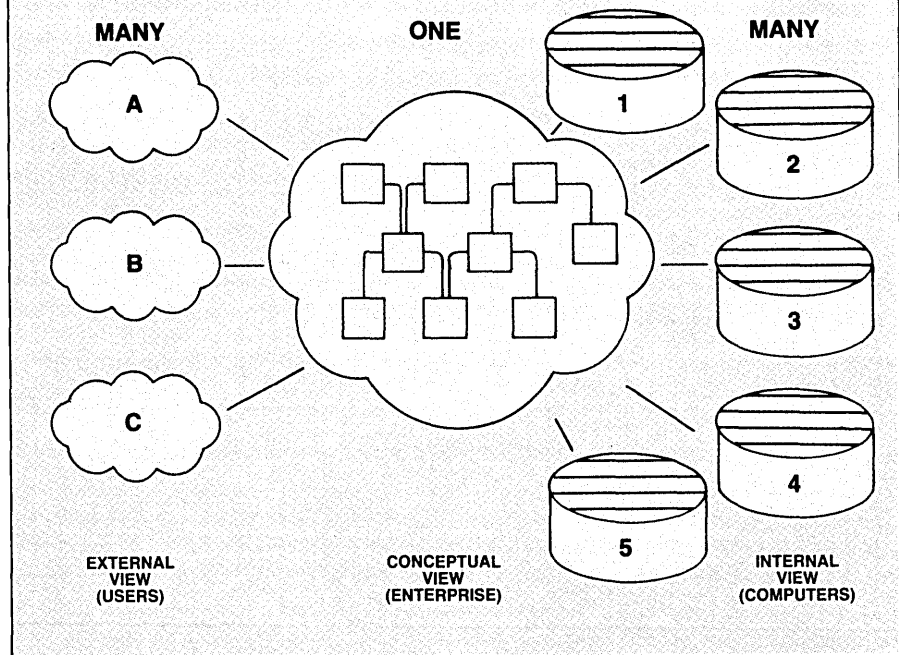 MANY
ONE
MANY
A
B
C
1
2
3
4
5
EXTERNAL
VIEW
(USERS)
CONCEPTUAL
VIEW
(ENTERPRISE)
INTERNAL
VIEW
(COMPUTERS)